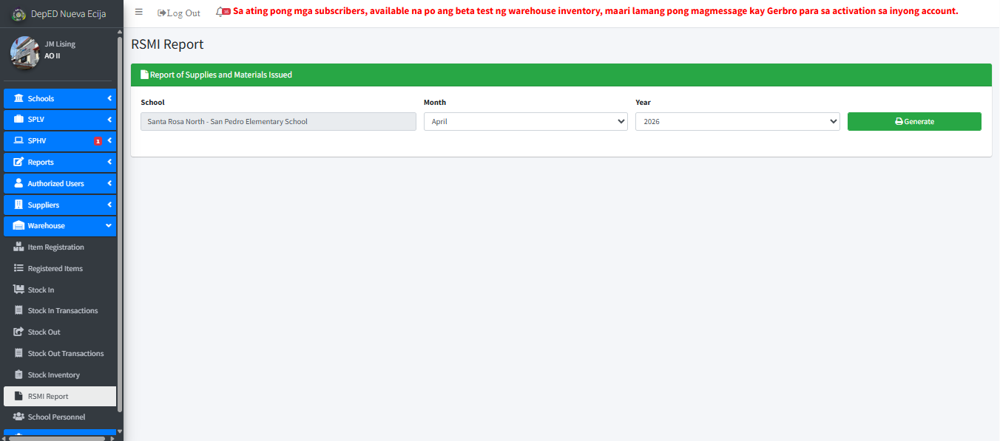 DepED Nueva Ecija
JM Lising
AO II
Schools
SPLV
SPHV 1
Reports
Authorized Users
Suppliers
Warehouse
Item Registration
Registered Items
Stock In
Stock In Transactions
Stock Out
Stock Out Transactions
Stock Inventory
RSMI Report
School Personnel
Log Out
16 Sa ating pong mga subscribers, available na po ang beta test ng warehouse inventory, maari lamang pong magmessage kay Gerbro para sa activation sa inyong account.
RSMI Report
Report of Supplies and Materials Issued
School Month Year
Santa Rosa North - San Pedro Elementary School April 2026 Generate